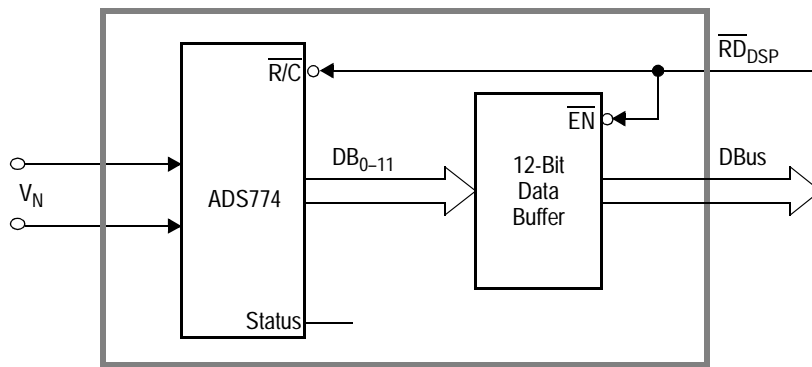 R/C
RD_DSP
EN
V_N
ADS774
DB_0–11
12-Bit
Data
Buffer
DBus
Status